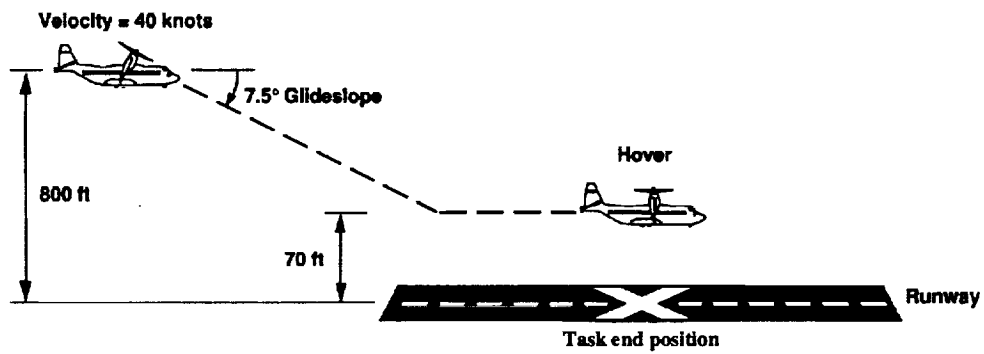 Velocity = 40 knots
7.5° Glideslope
Hover
800 ft
70 ft
Runway
Task end position